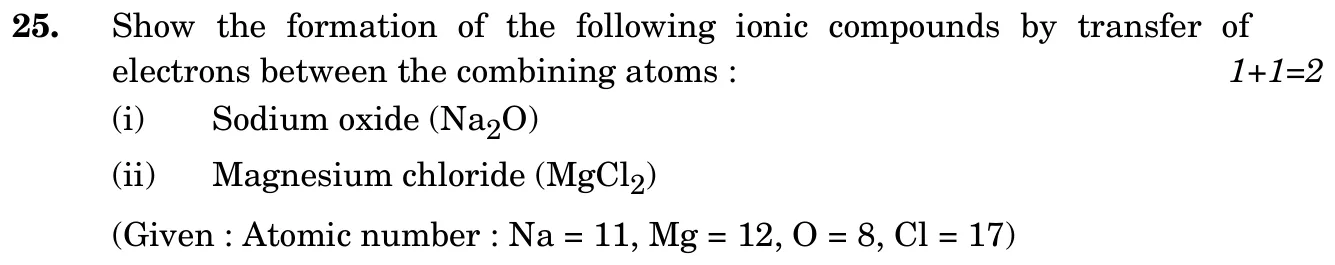 25. Show the formation of the following ionic compounds by transfer of
electrons between the combining atoms : 1+1=2
(i) Sodium oxide (Na₂O)
(ii) Magnesium chloride (MgCl₂)
(Given : Atomic number : Na = 11, Mg = 12, O = 8, Cl = 17)